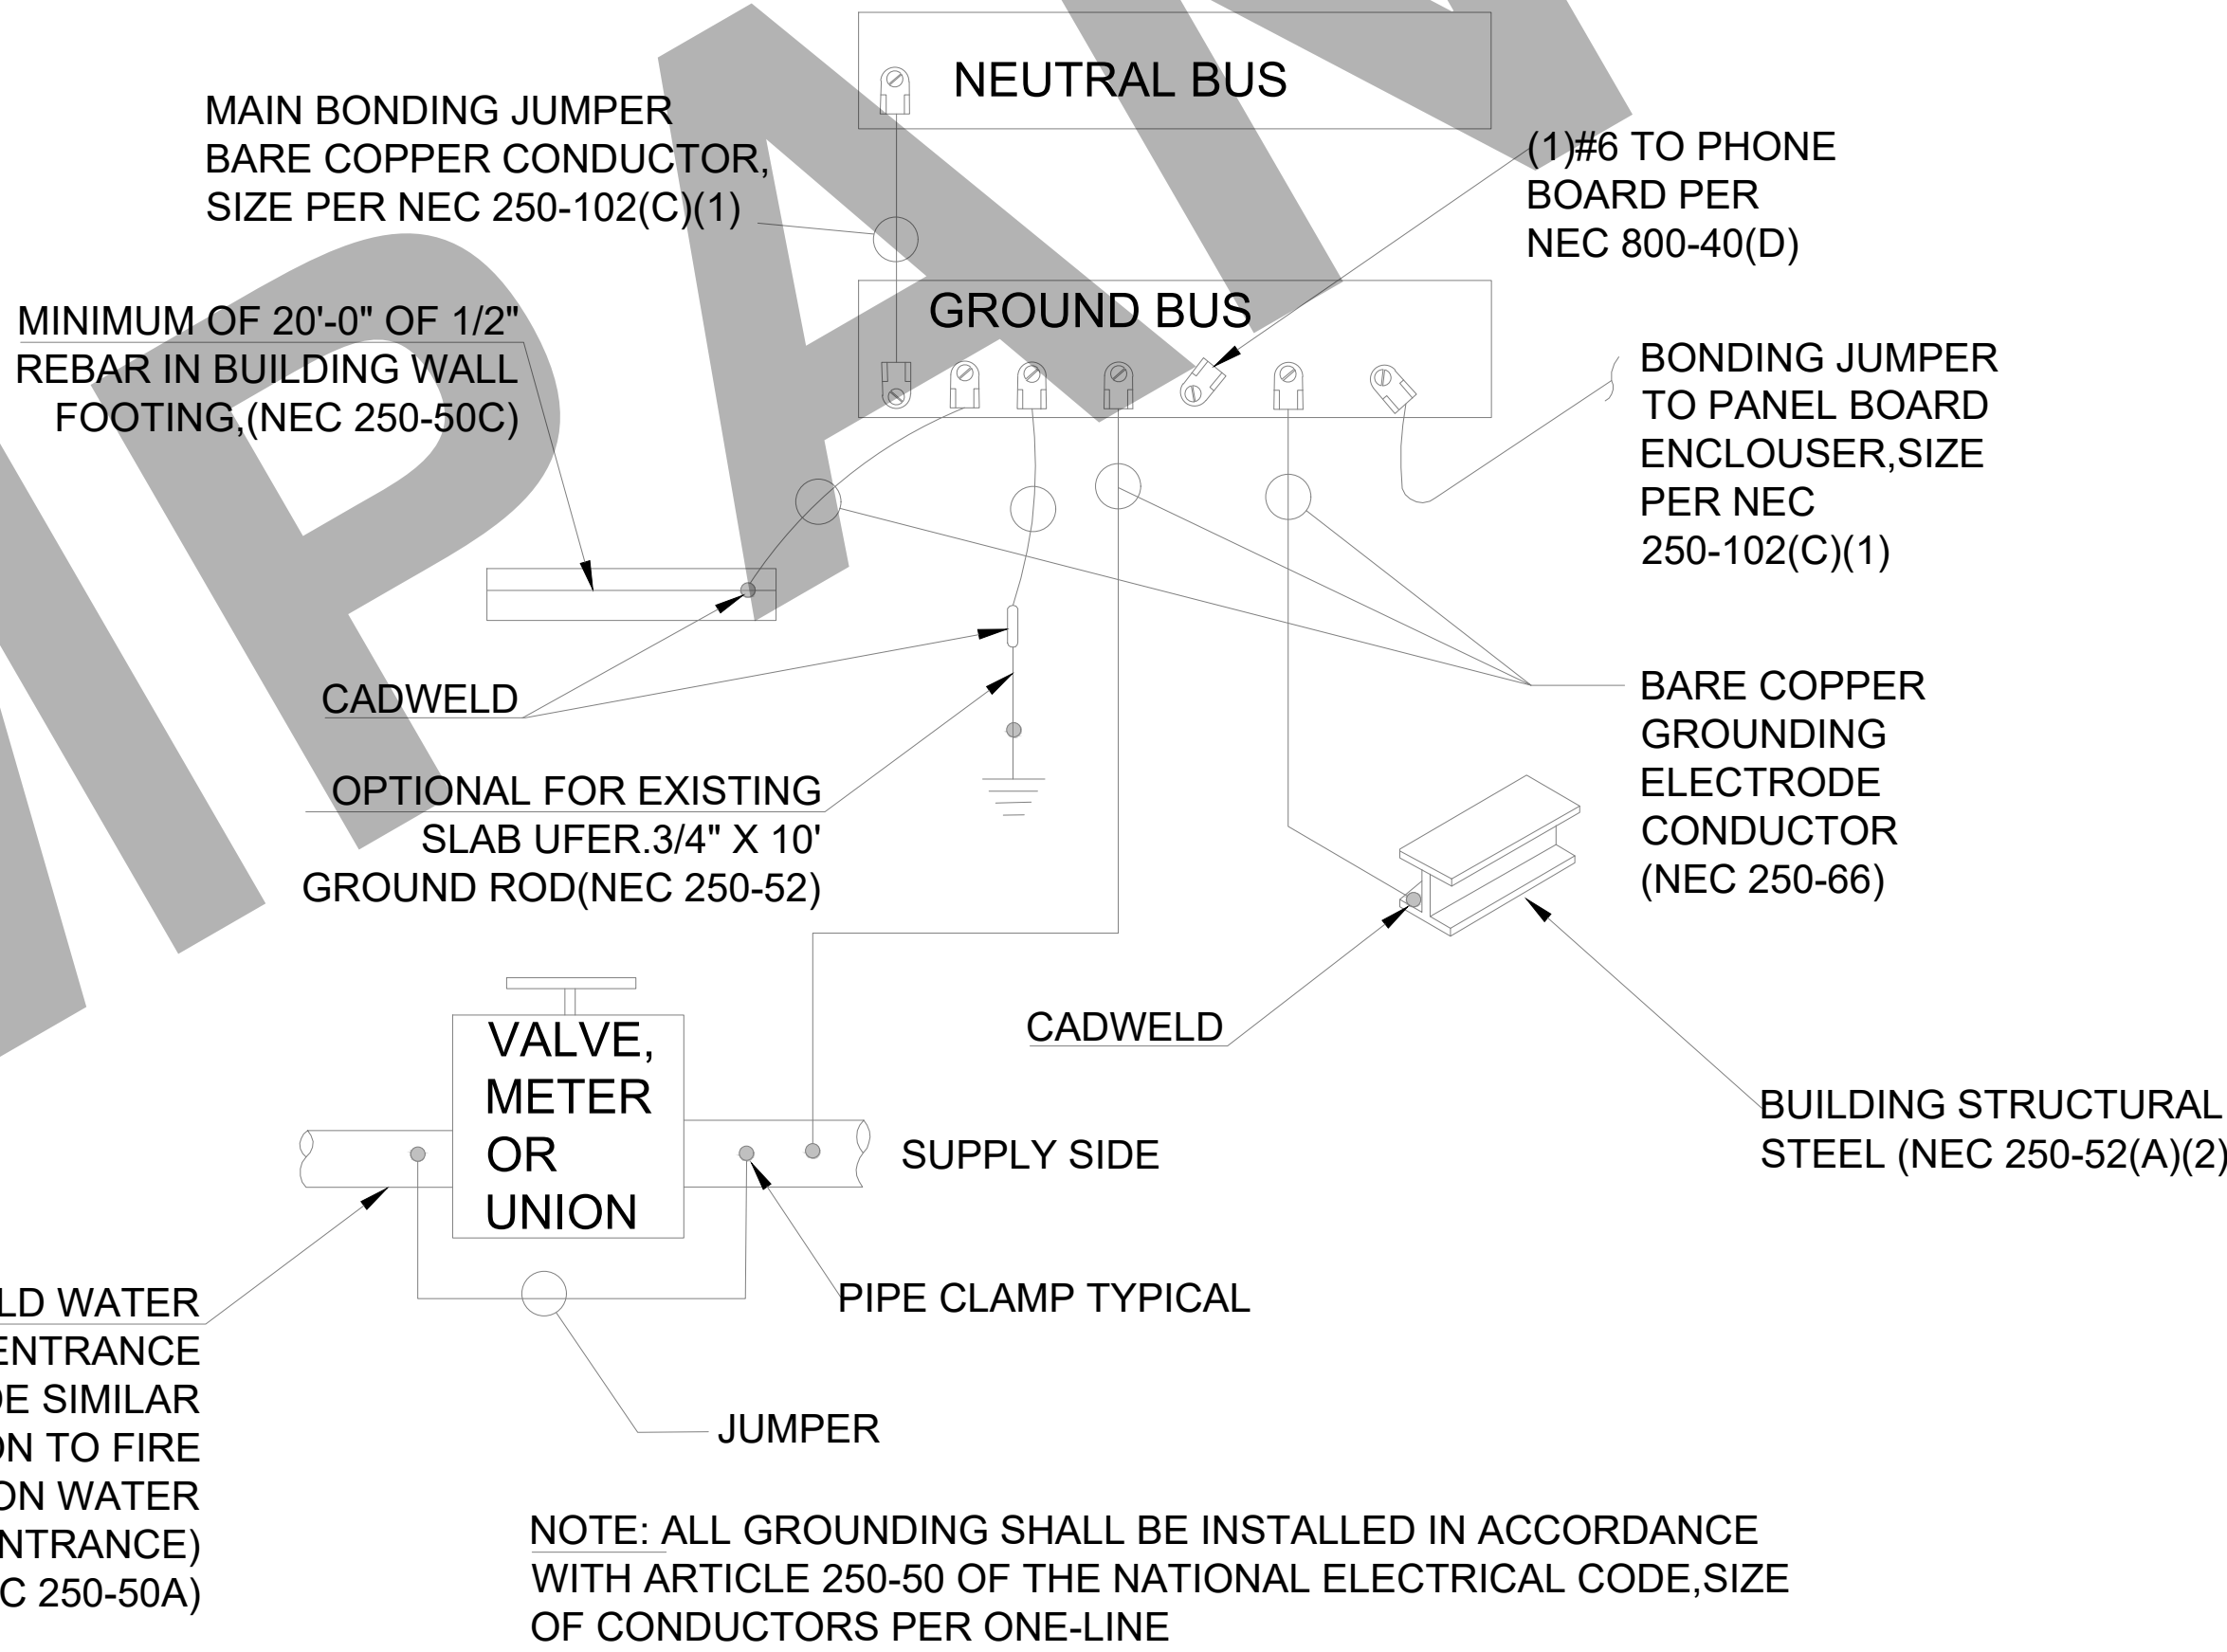 NEUTRAL BUS
MAIN BONDING JUMPER
BARE COPPER CONDUCTOR,
SIZE PER NEC 250-102(C)(1)
(1)#6 TO PHONE
BOARD PER
NEC 800-40(D)
GROUND BUS
MINIMUM OF 20'-0" OF 1/2"
REBAR IN BUILDING WALL
FOOTING,(NEC 250-50C)
BONDING JUMPER
TO PANEL BOARD
ENCLOUSER,SIZE
PER NEC
250-102(C)(1)
CADWELD
BARE COPPER
GROUNDING
ELECTRODE
CONDUCTOR
(NEC 250-66)
OPTIONAL FOR EXISTING
SLAB UFER.3/4" X 10'
GROUND ROD(NEC 250-52)
CADWELD
VALVE,
METER
OR
UNION
SUPPLY SIDE
BUILDING STRUCTURAL
STEEL (NEC 250-52(A)(2)
PIPE CLAMP TYPICAL
LD WATER
ENTRANCE
DE SIMILAR
ON TO FIRE
ON WATER
NTRANCE)
C 250-50A)
JUMPER
NOTE: ALL GROUNDING SHALL BE INSTALLED IN ACCORDANCE
WITH ARTICLE 250-50 OF THE NATIONAL ELECTRICAL CODE,SIZE
OF CONDUCTORS PER ONE-LINE